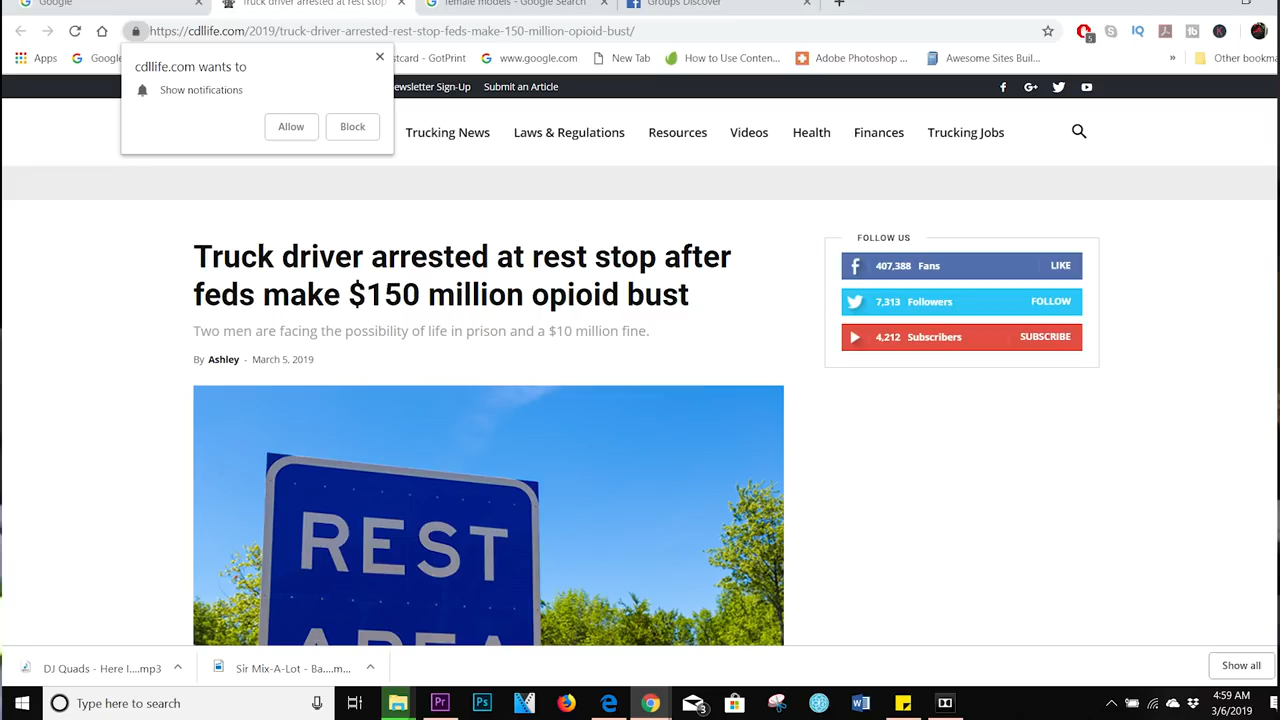 Google
Truck driver arrested at rest stop
female models - Google Search
Groups Discover
https://cdllife.com/2019/truck-driver-arrested-rest-stop-feds-make-150-million-opioid-bust/
5
IQ
Apps
Google
stcard - GotPrint
www.google.com
New Tab
How to Use Conten...
Adobe Photoshop ...
Awesome Sites Buil...
»
Other bookma
cdllife.com wants to
Show notifications
Allow
Block
ewsletter Sign-Up
Submit an Article
Trucking News
Laws & Regulations
Resources
Videos
Health
Finances
Trucking Jobs
Truck driver arrested at rest stop after
feds make $150 million opioid bust
Two men are facing the possibility of life in prison and a $10 million fine.
By Ashley - March 5, 2019
FOLLOW US
407,388 Fans
LIKE
7,313 Followers
FOLLOW
4,212 Subscribers
SUBSCRIBE
REST
AREA
DJ Quads - Here I....mp3
Sir Mix-A-Lot - Ba....m...
Show all
Type here to search
Pr
Ps
3
4:59 AM
3/6/2019